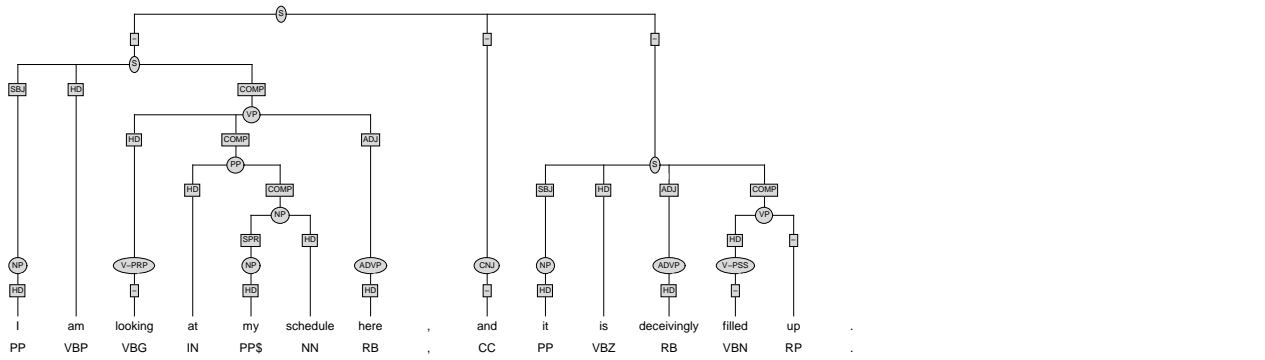 S
– – –
S
SBJ HD COMP
VP
HD COMP ADJ
PP S
HD COMP SBJ HD ADJ COMP
NP VP
SPR HD HD –
NP V–PRP NP ADVP CNJ NP ADVP V–PSS
HD – HD HD – HD HD –
I am looking at my schedule here , and it is deceivingly filled up .
PP VBP VBG IN PP$ NN RB , CC PP VBZ RB VBN RP .